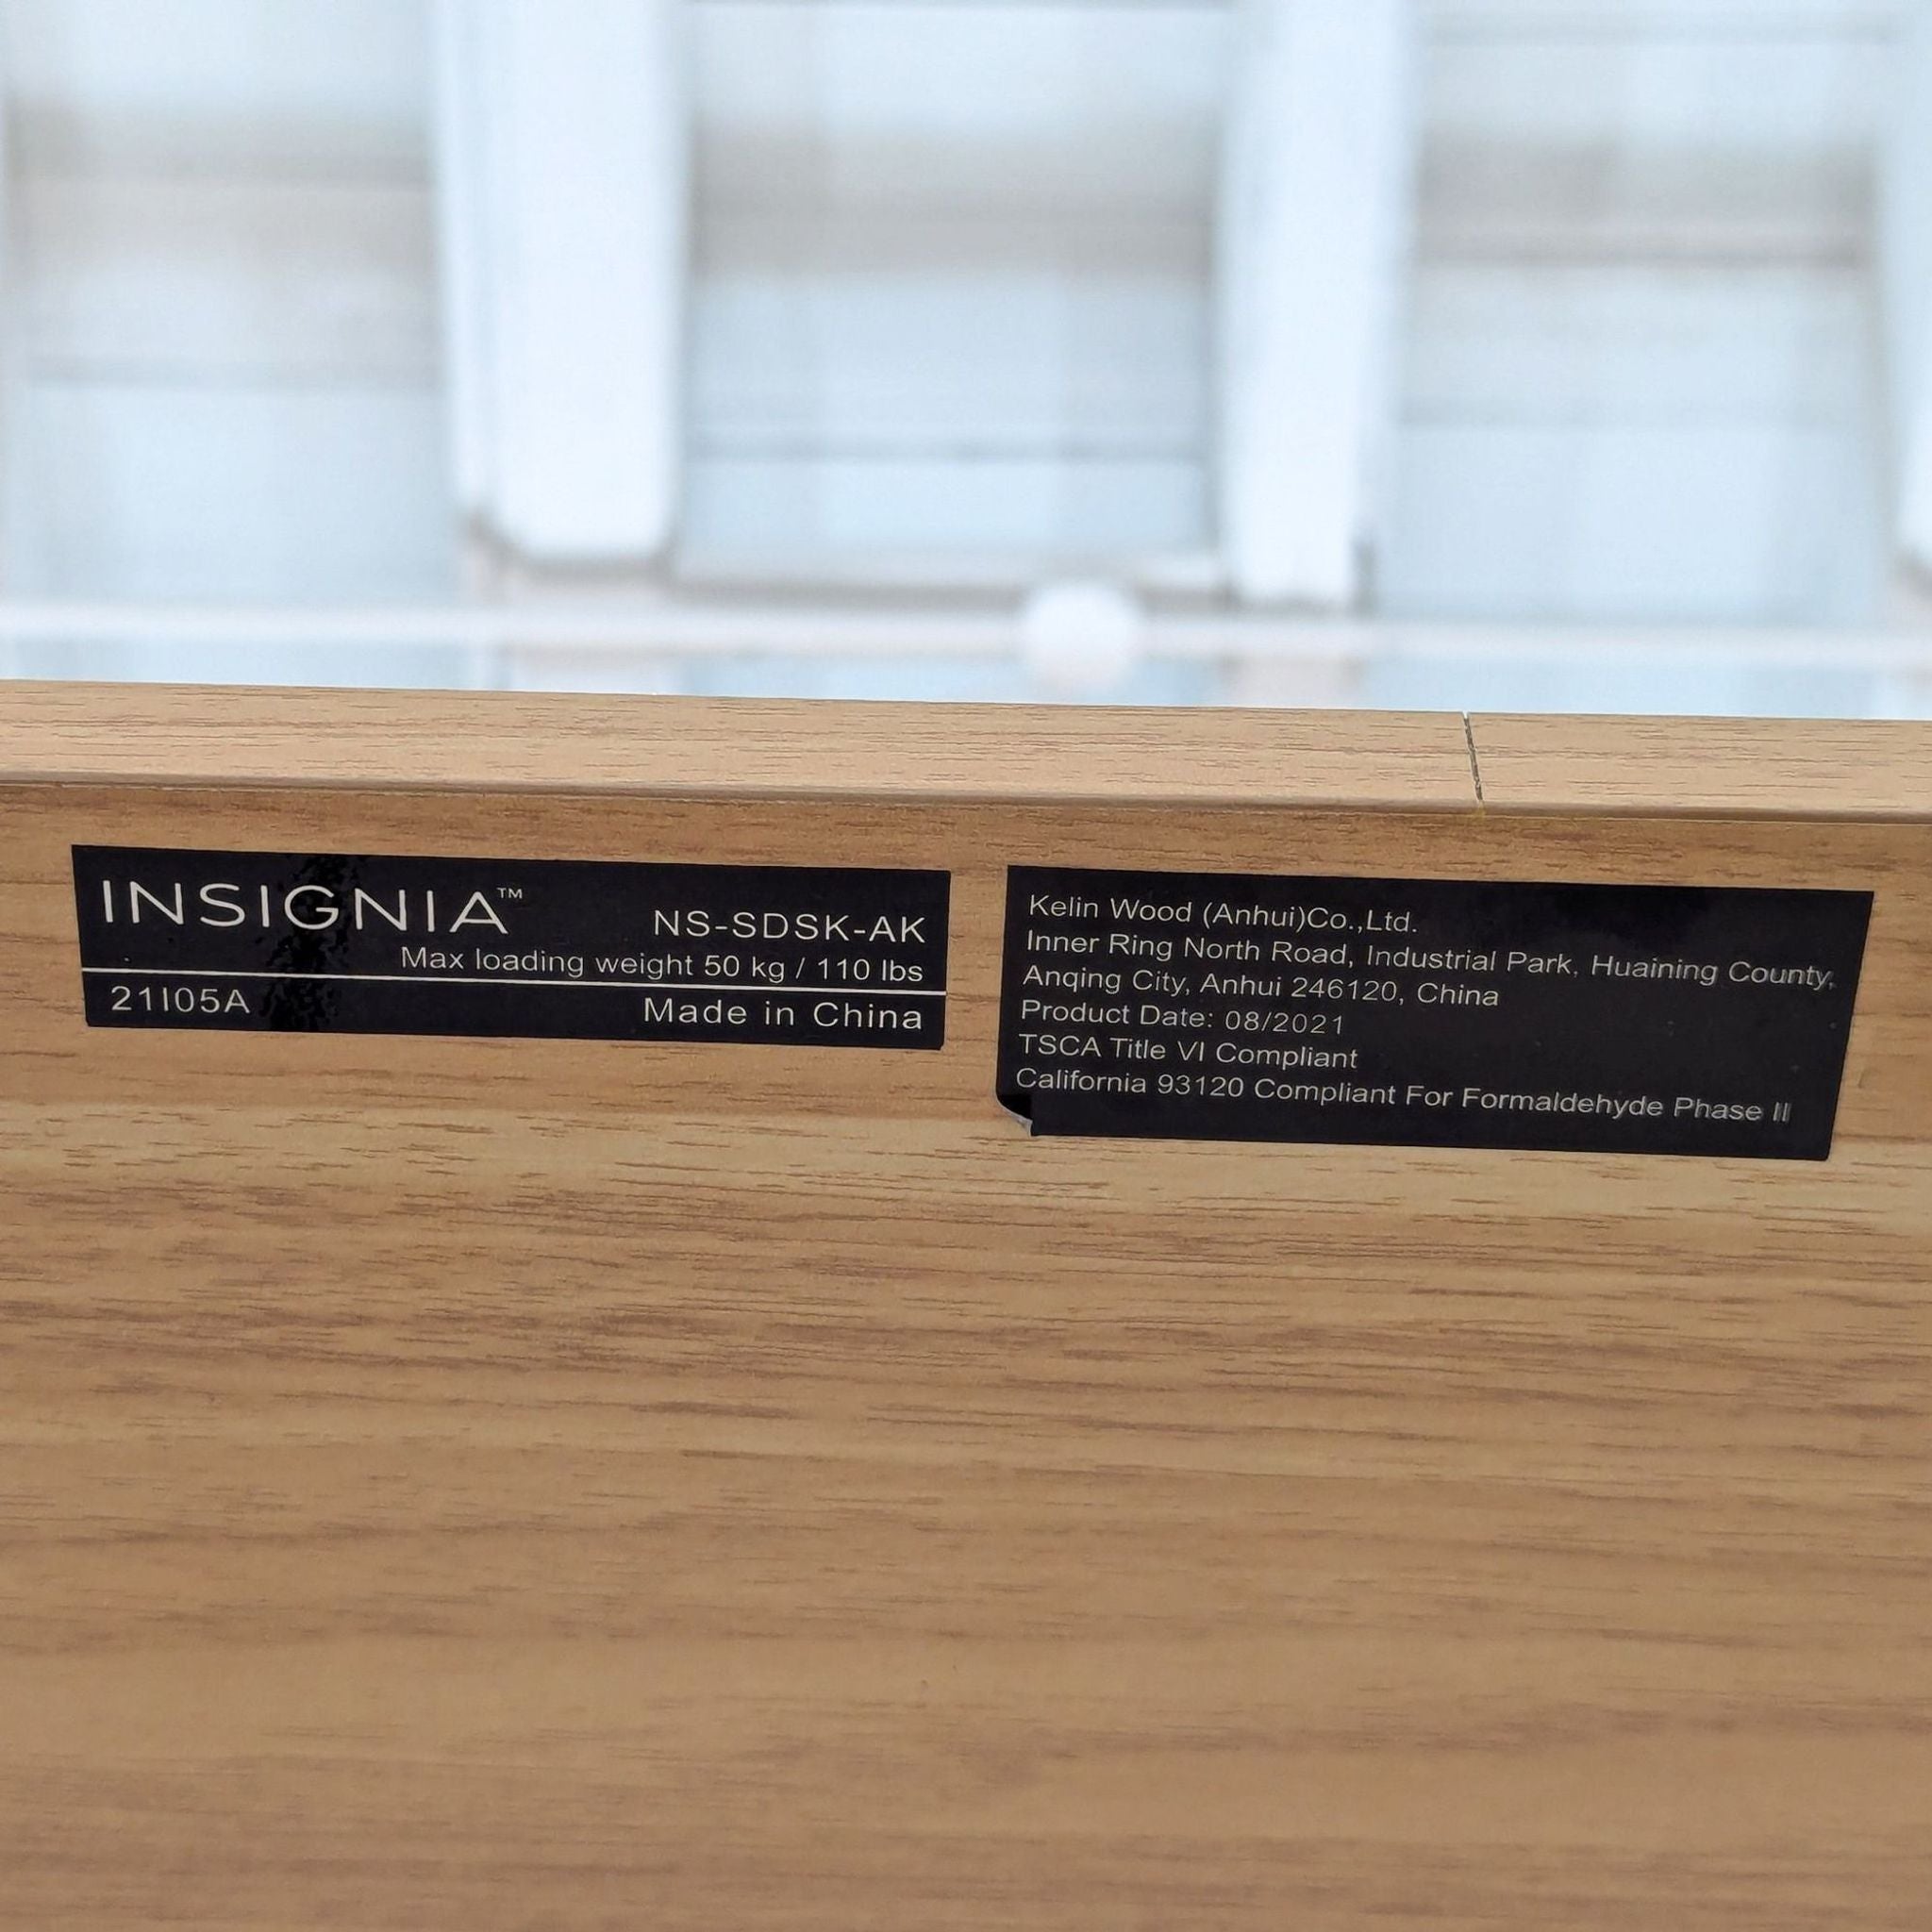 INSIGNIA™
NS-SDSK-AK
Max loading weight 50 kg / 110 lbs
21I05A
Made in China
Kelin Wood (Anhui)Co.,Ltd.
Inner Ring North Road, Industrial Park, Huaining County,
Anqing City, Anhui 246120, China
Product Date: 08/2021
TSCA Title VI Compliant
California 93120 Compliant For Formaldehyde Phase II